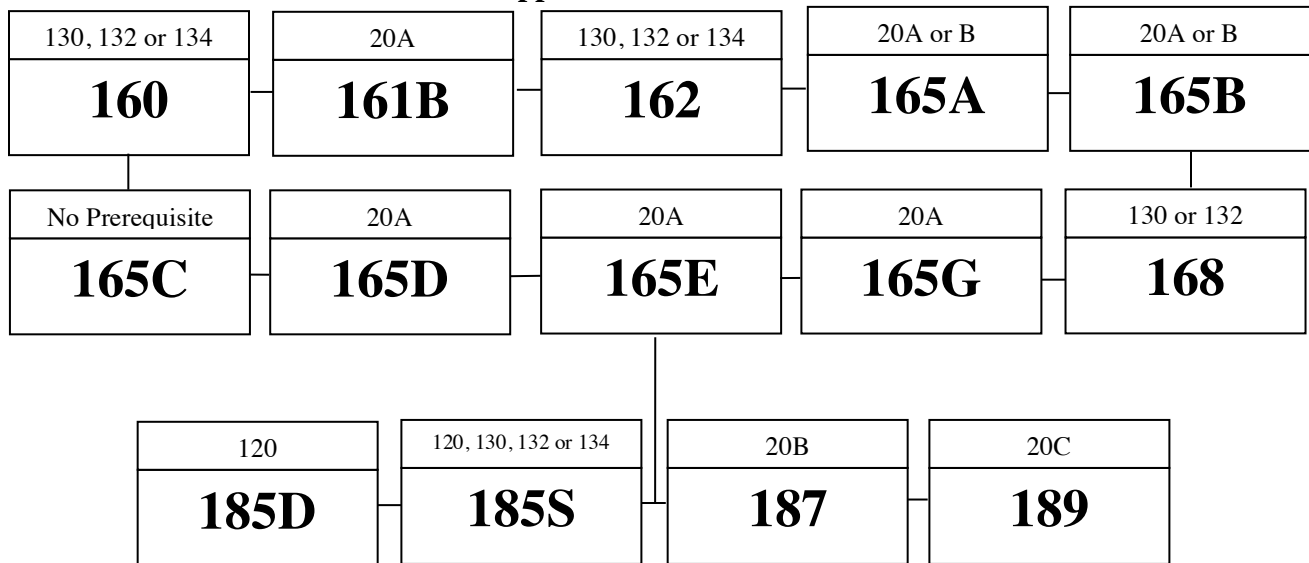 130, 132 or 134
160
20A
161B
130, 132 or 134
162
20A or B
165A
20A or B
165B
No Prerequisite
165C
20A
165D
20A
165E
20A
165G
130 or 132
168
120
185D
120, 130, 132 or 134
185S
20B
187
20C
189